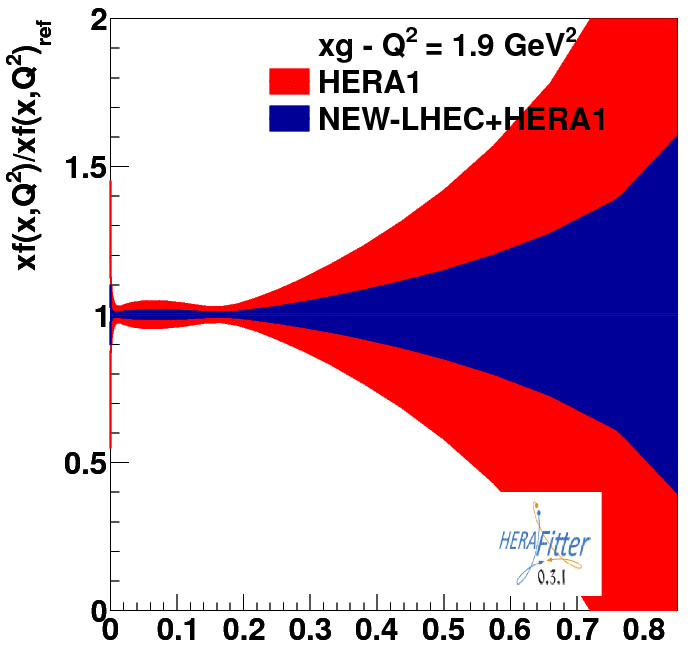 xg - Q² = 1.9 GeV²
HERA1
NEW-LHEC+HERA1
xf(x,Q²)/xf(x,Q²)ref
2
1.5
1
0.5
0
0 0.1 0.2 0.3 0.4 0.5 0.6 0.7 0.8
HERAFitter
0.3.1